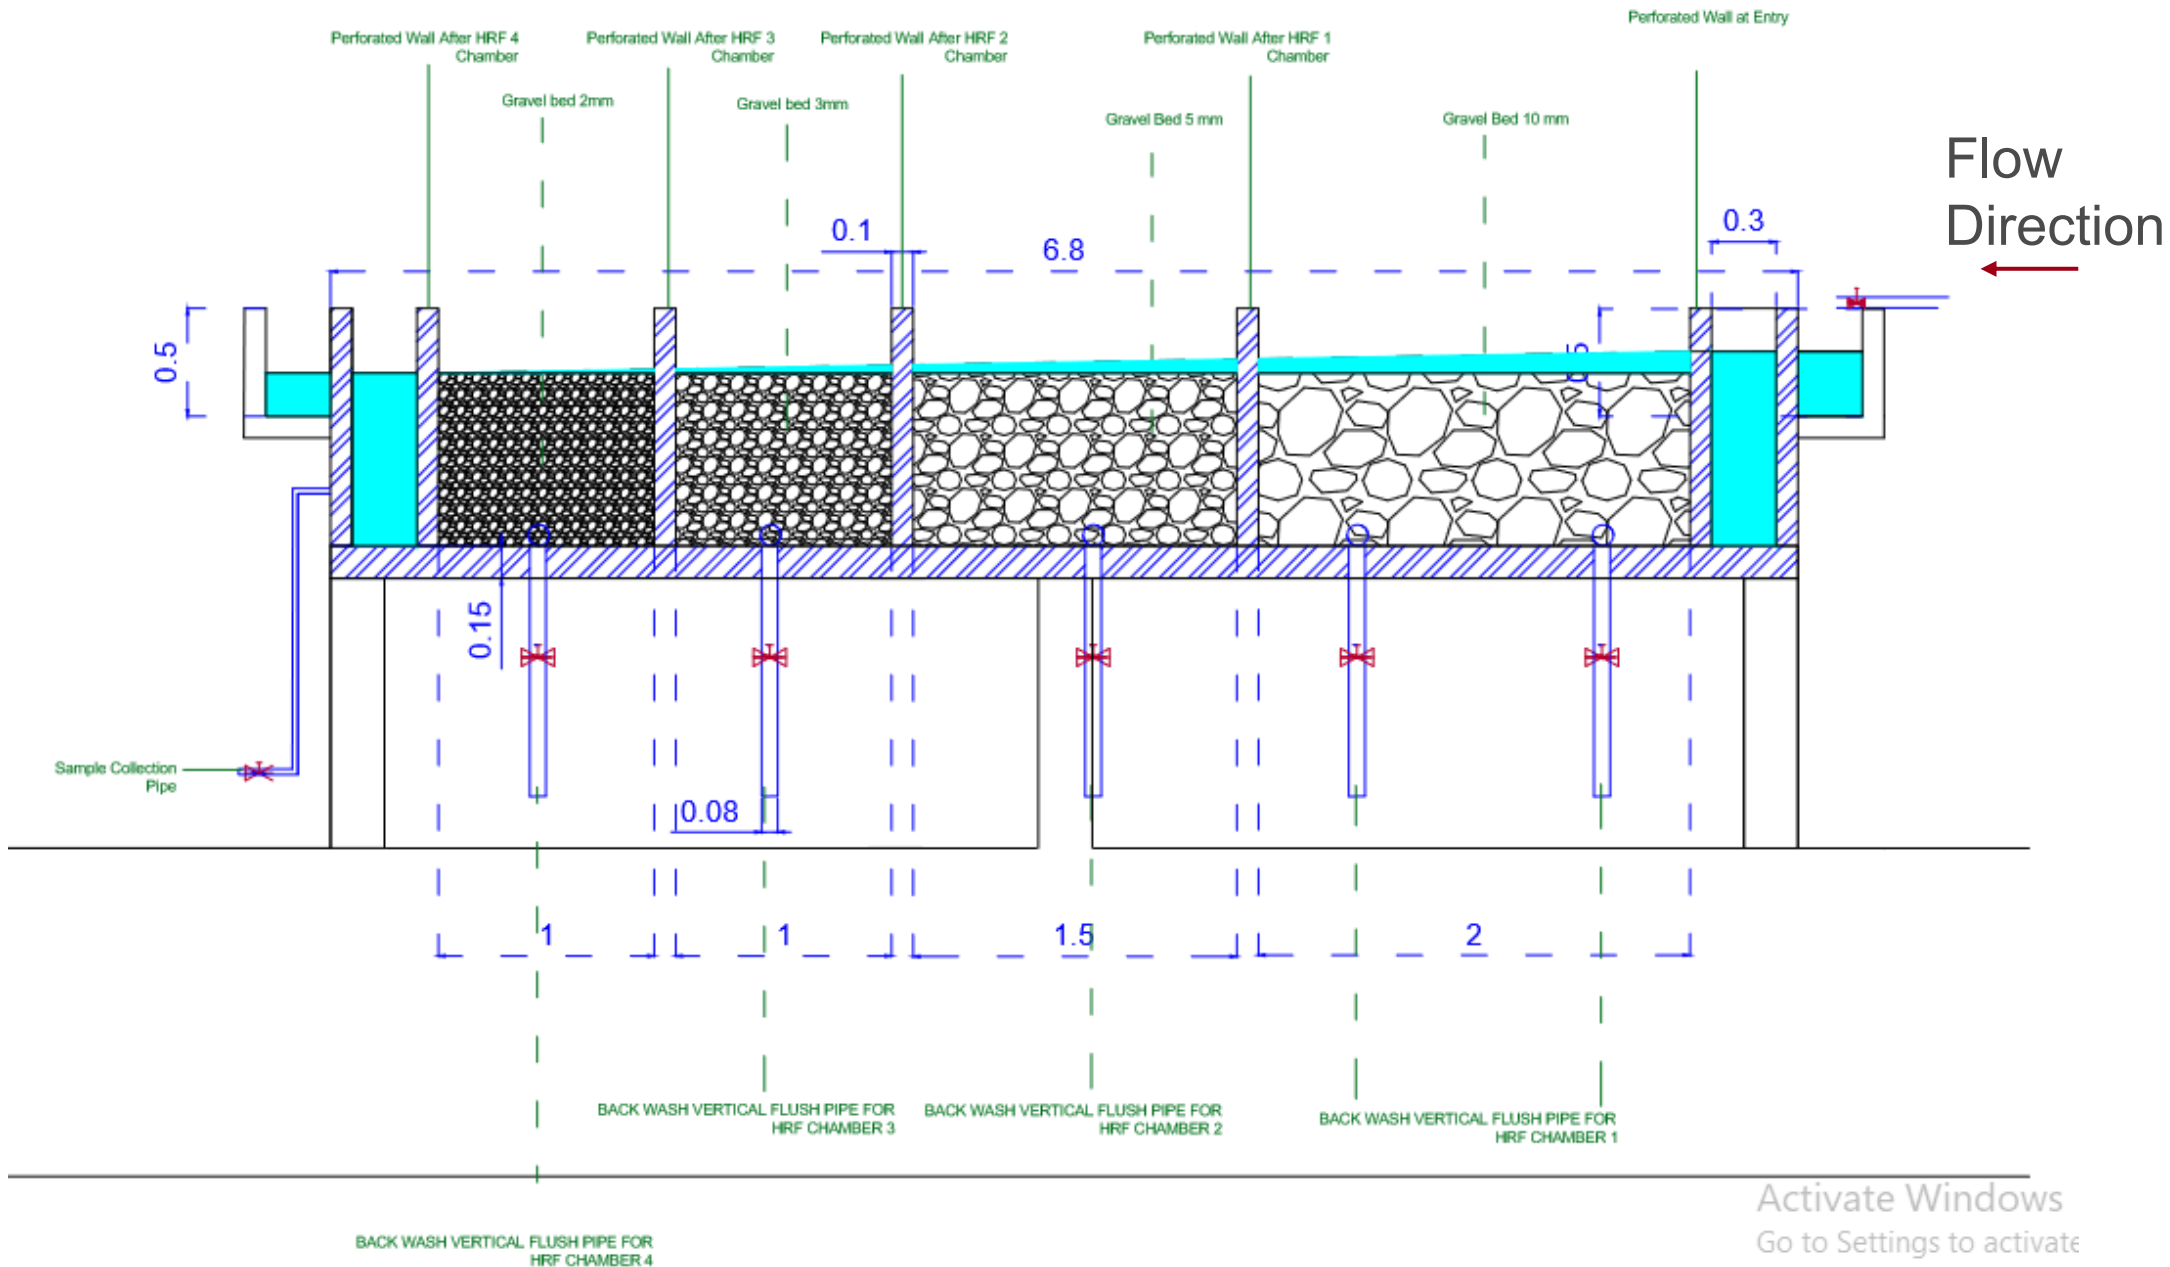 Perforated Wall at Entry
Perforated Wall After HRF 4
Chamber
Perforated Wall After HRF 3
Chamber
Perforated Wall After HRF 2
Chamber
Perforated Wall After HRF 1
Chamber
Gravel bed 2mm
Gravel bed 3mm
Gravel Bed 5 mm
Gravel Bed 10 mm
Flow
Direction
0.1
6.8
0.3
0.5
0.15
Sample Collection
Pipe
0.08
1
1
1.5
2
BACK WASH VERTICAL FLUSH PIPE FOR
HRF CHAMBER 3
BACK WASH VERTICAL FLUSH PIPE FOR
HRF CHAMBER 2
BACK WASH VERTICAL FLUSH PIPE FOR
HRF CHAMBER 1
BACK WASH VERTICAL FLUSH PIPE FOR
HRF CHAMBER 4
Activate Windows
Go to Settings to activate